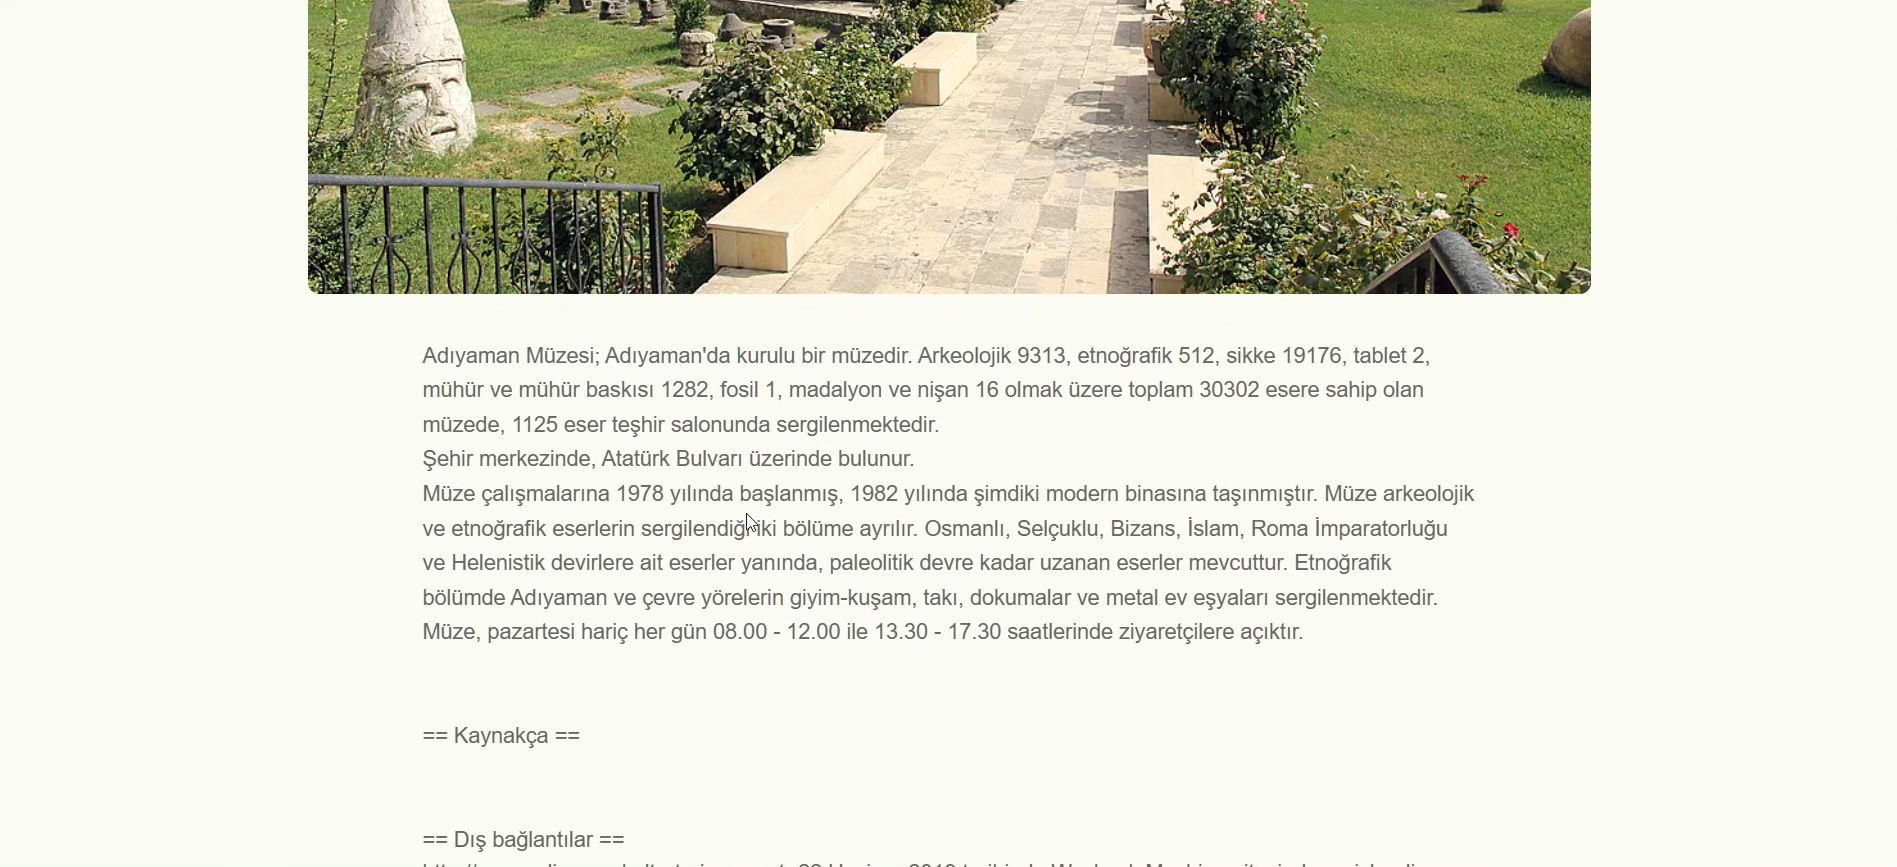 Adıyaman Müzesi; Adıyaman'da kurulu bir müzedir. Arkeolojik 9313, etnoğrafik 512, sikke 19176, tablet 2,
mühür ve mühür baskısı 1282, fosil 1, madalyon ve nişan 16 olmak üzere toplam 30302 esere sahip olan
müzede, 1125 eser teşhir salonunda sergilenmektedir.
Şehir merkezinde, Atatürk Bulvarı üzerinde bulunur.
Müze çalışmalarına 1978 yılında başlanmış, 1982 yılında şimdiki modern binasına taşınmıştır. Müze arkeolojik
ve etnoğrafik eserlerin sergilendiği iki bölüme ayrılır. Osmanlı, Selçuklu, Bizans, İslam, Roma İmparatorluğu
ve Helenistik devirlere ait eserler yanında, paleolitik devre kadar uzanan eserler mevcuttur. Etnoğrafik
bölümde Adıyaman ve çevre yörelerin giyim-kuşam, takı, dokumalar ve metal ev eşyaları sergilenmektedir.
Müze, pazartesi hariç her gün 08.00 - 12.00 ile 13.30 - 17.30 saatlerinde ziyaretçilere açıktır.
== Kaynakça ==
== Dış bağlantılar ==